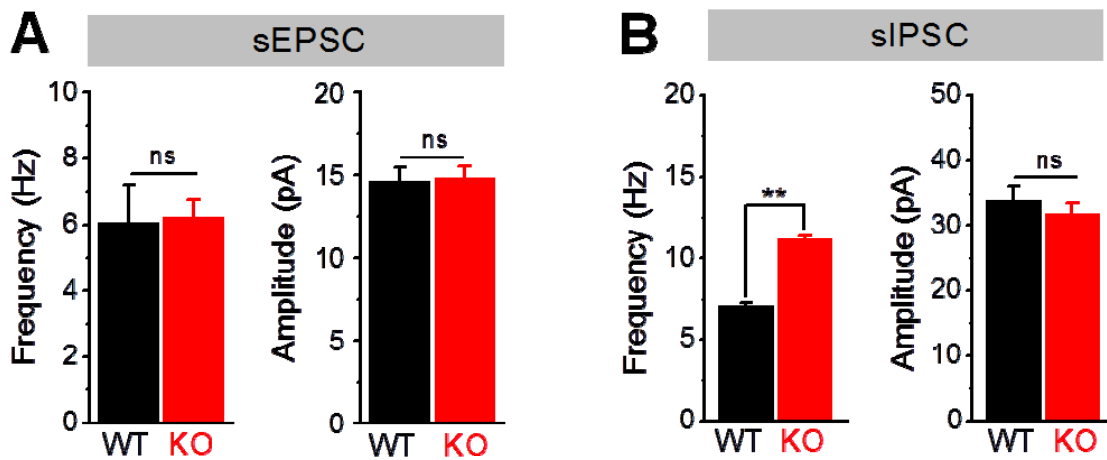 A
sEPSC
Frequency (Hz)
10
8
6
4
2
0
ns
WT KO
Amplitude (pA)
20
15
10
5
0
ns
WT KO
B
sIPSC
Frequency (Hz)
20
15
10
5
0
**
WT KO
Amplitude (pA)
50
40
30
20
10
0
ns
WT KO